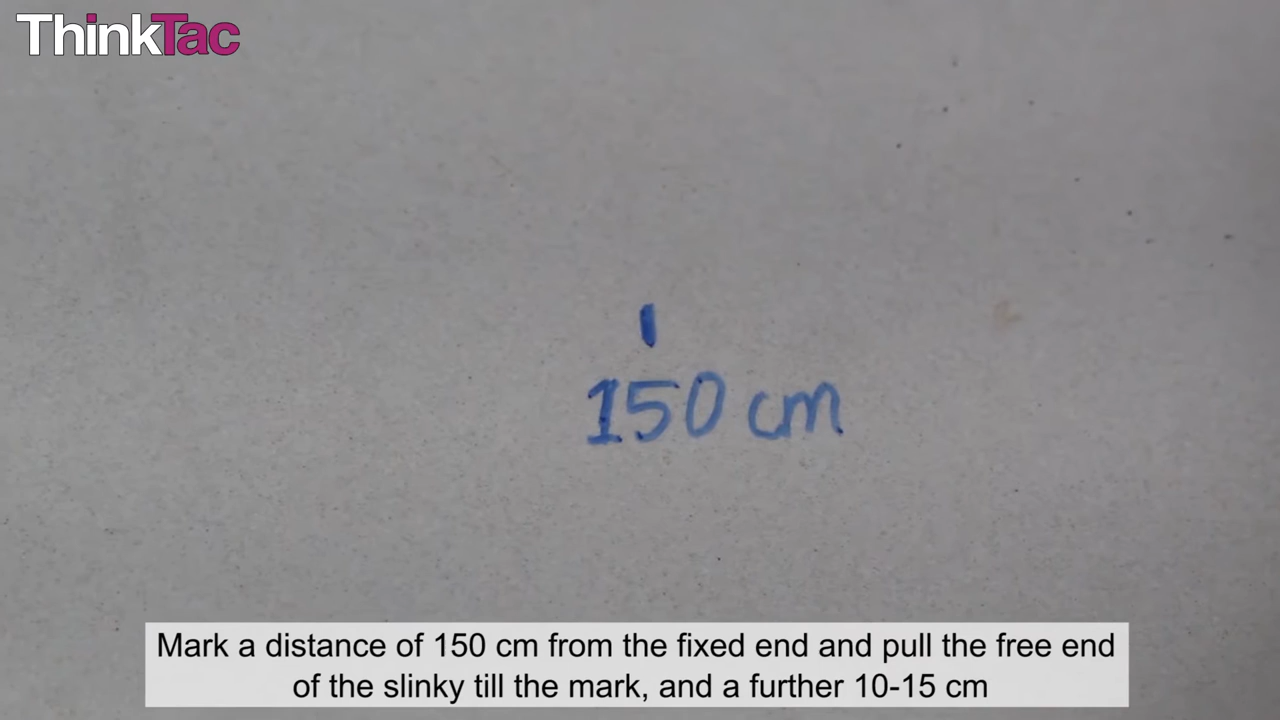 ThinkTac
150 cm
Mark a distance of 150 cm from the fixed end and pull the free end
of the slinky till the mark, and a further 10-15 cm